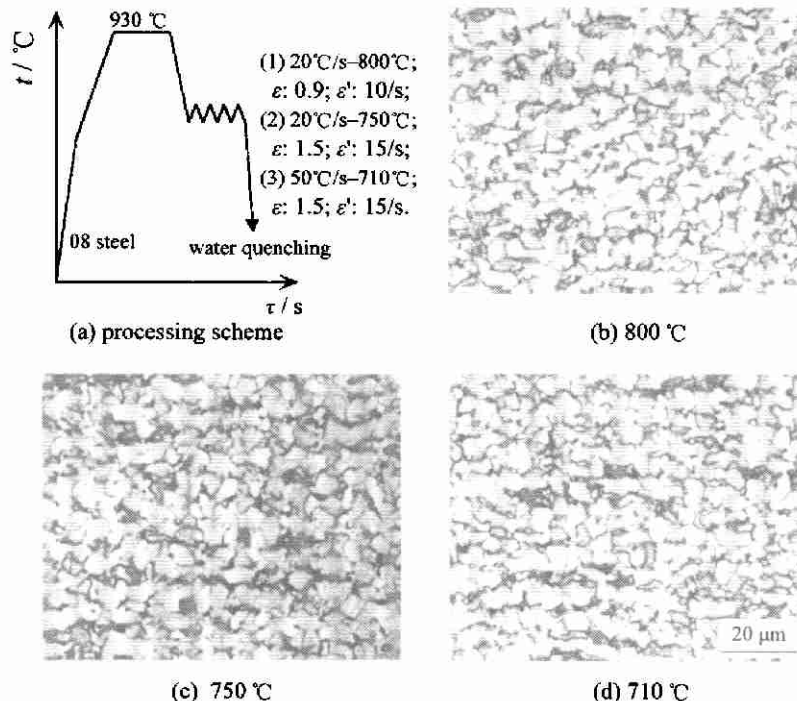 930 ℃
t / ℃
(1) 20℃/s–800℃;
ε: 0.9; ε': 10/s;
(2) 20℃/s–750℃;
ε: 1.5; ε': 15/s;
(3) 50℃/s–710℃;
ε: 1.5; ε': 15/s.
08 steel
water quenching
τ / s
(a) processing scheme
(b) 800 ℃
20 μm
(c) 750 ℃
(d) 710 ℃